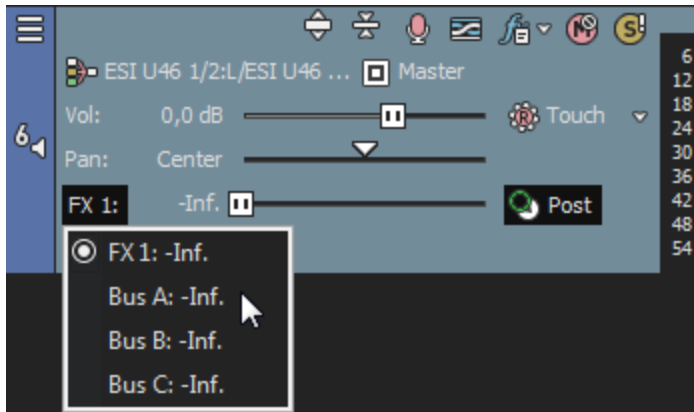 ESI U46 1/2:L/ESI U46 ... Master
6
Vol: 0,0 dB R Touch
Pan: Center
FX 1: -Inf. Post
FX 1: -Inf.
Bus A: -Inf.
Bus B: -Inf.
Bus C: -Inf.
6
12
18
24
30
36
42
48
54